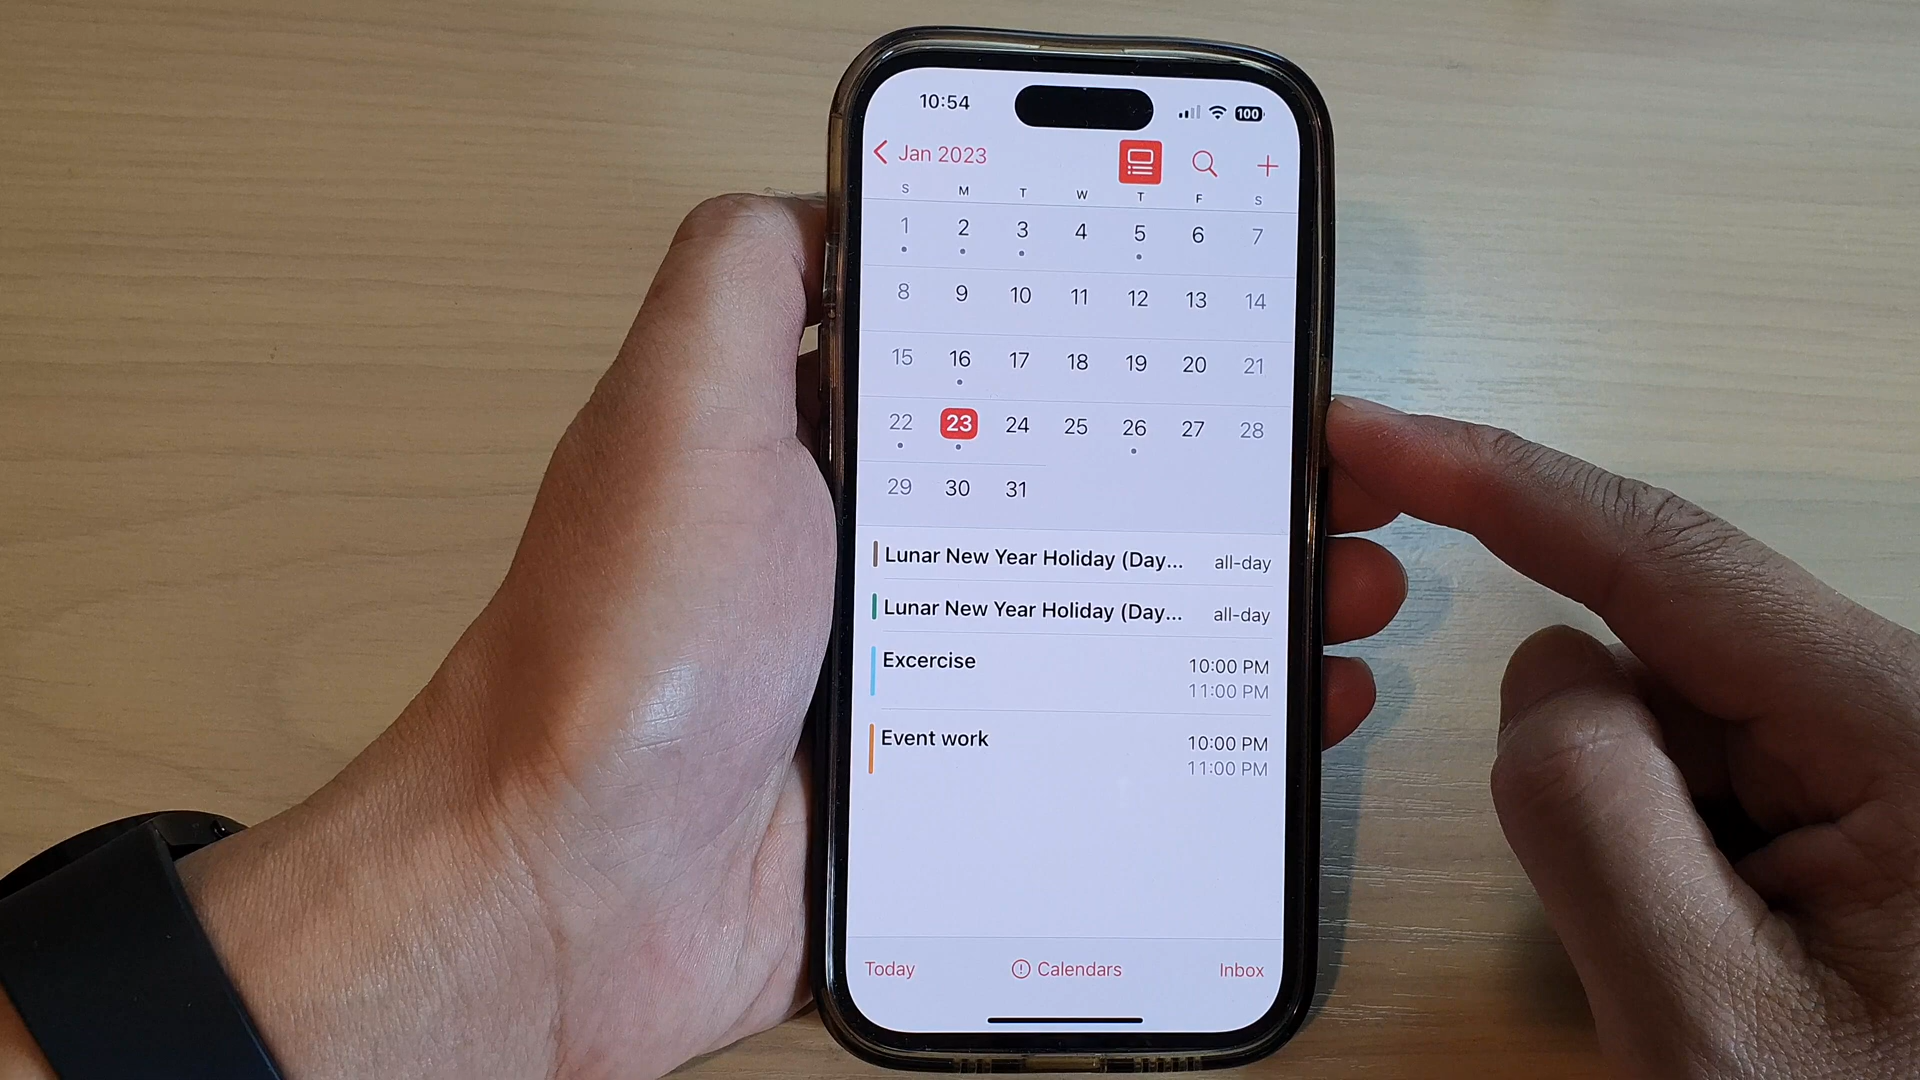 10:54 100
Jan 2023
S M T W T F S
1 2 3 4 5 6 7
8 9 10 11 12 13 14
15 16 17 18 19 20 21
22 23 24 25 26 27 28
29 30 31
Lunar New Year Holiday (Day... all-day
Lunar New Year Holiday (Day... all-day
Excercise 10:00 PM
11:00 PM
Event work 10:00 PM
11:00 PM
Today Calendars Inbox